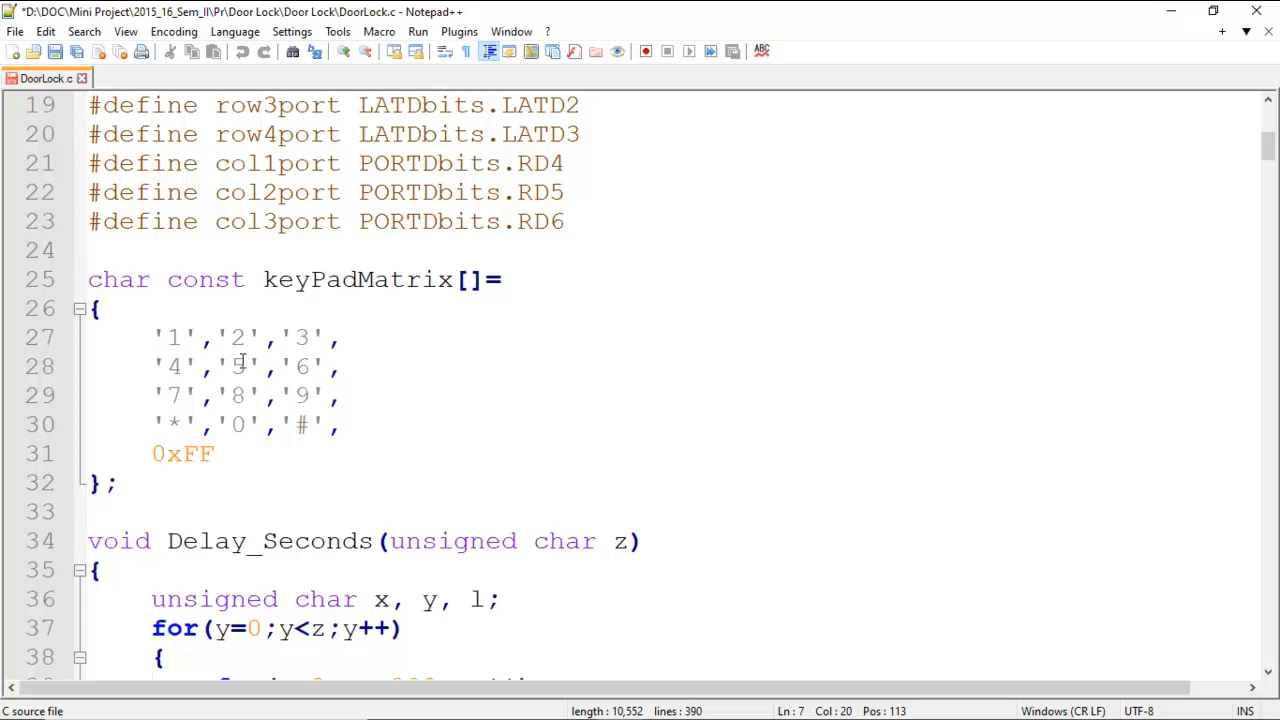 *D:\DOC\Mini Project\2015_16_Sem_II\Pr\Door Lock\Door Lock\DoorLock.c - Notepad++
File Edit Search View Encoding Language Settings Tools Macro Run Plugins Window ?
+ ▼ X
ABC
DoorLock.c
19 #define row3port LATDbits.LATD2
20 #define row4port LATDbits.LATD3
21 #define col1port PORTDbits.RD4
22 #define col2port PORTDbits.RD5
23 #define col3port PORTDbits.RD6
24
25 char const keyPadMatrix[]=
26 {
27 '1','2','3',
28 '4','5','6',
29 '7','8','9',
30 '*','0','#',
31 0xFF
32 };
33
34 void Delay_Seconds(unsigned char z)
35 {
36 unsigned char x, y, l;
37 for(y=0;y<z;y++)
38 {
C source file length : 10,552 lines : 390 Ln : 7 Col : 20 Pos : 113 Windows (CR LF) UTF-8 INS